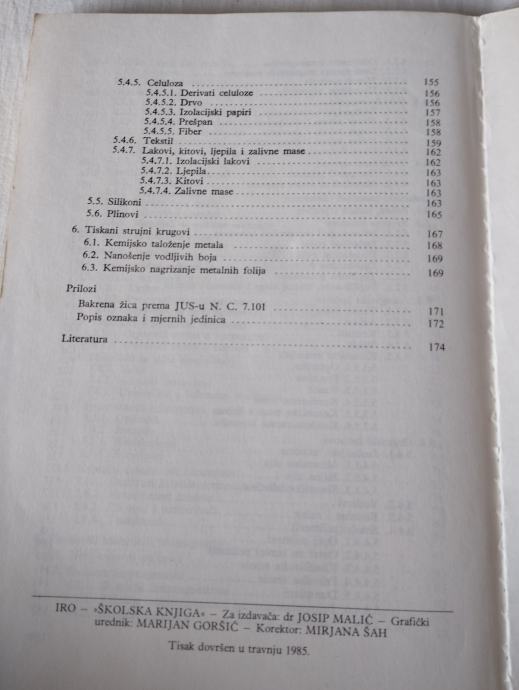 5.4.5. Celuloza 155
5.4.5.1. Derivati celuloze 156
5.4.5.2. Drvo 156
5.4.5.3. Izolacijski papiri 157
5.4.5.4. Prešpan 158
5.4.5.5. Fiber 158
5.4.6. Tekstil 159
5.4.7. Lakovi, kitovi, ljepila i zalivne mase 162
5.4.7.1. Izolacijski lakovi 162
5.4.7.2. Ljepila 163
5.4.7.3. Kitovi 163
5.4.7.4. Zalivne mase 163
5.5. Silikoni 163
5.6. Plinovi 165
6. Tiskani strujni krugovi 167
6.1. Kemijsko taloženje metala 168
6.2. Nanošenje vodljivih boja 169
6.3. Kemijsko nagrizanje metalnih folija 169
Prilozi
Bakrena žica prema JUS-u N. C. 7.101 171
Popis oznaka i mjernih jedinica 172
Literatura 174
IRO – »ŠKOLSKA KNJIGA« – Za izdavača: dr JOSIP MALIĆ – Grafički
urednik: MARIJAN GORŠIĆ – Korektor: MIRJANA ŠAH
Tisak dovršen u travnju 1985.